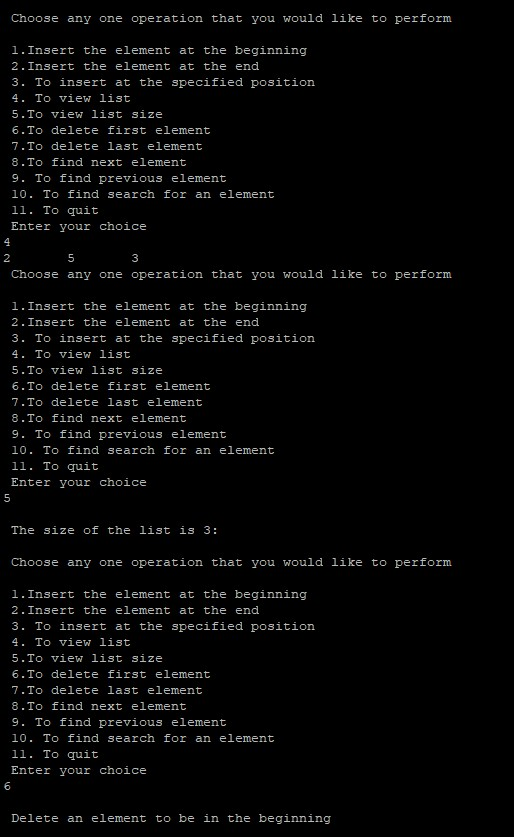 Choose any one operation that you would like to perform
1.Insert the element at the beginning
2.Insert the element at the end
3. To insert at the specified position
4. To view list
5.To view list size
6.To delete first element
7.To delete last element
8.To find next element
9. To find previous element
10. To find search for an element
11. To quit
Enter your choice
4
2 5 3
Choose any one operation that you would like to perform
1.Insert the element at the beginning
2.Insert the element at the end
3. To insert at the specified position
4. To view list
5.To view list size
6.To delete first element
7.To delete last element
8.To find next element
9. To find previous element
10. To find search for an element
11. To quit
Enter your choice
5
The size of the list is 3:
Choose any one operation that you would like to perform
1.Insert the element at the beginning
2.Insert the element at the end
3. To insert at the specified position
4. To view list
5.To view list size
6.To delete first element
7.To delete last element
8.To find next element
9. To find previous element
10. To find search for an element
11. To quit
Enter your choice
6
Delete an element to be in the beginning